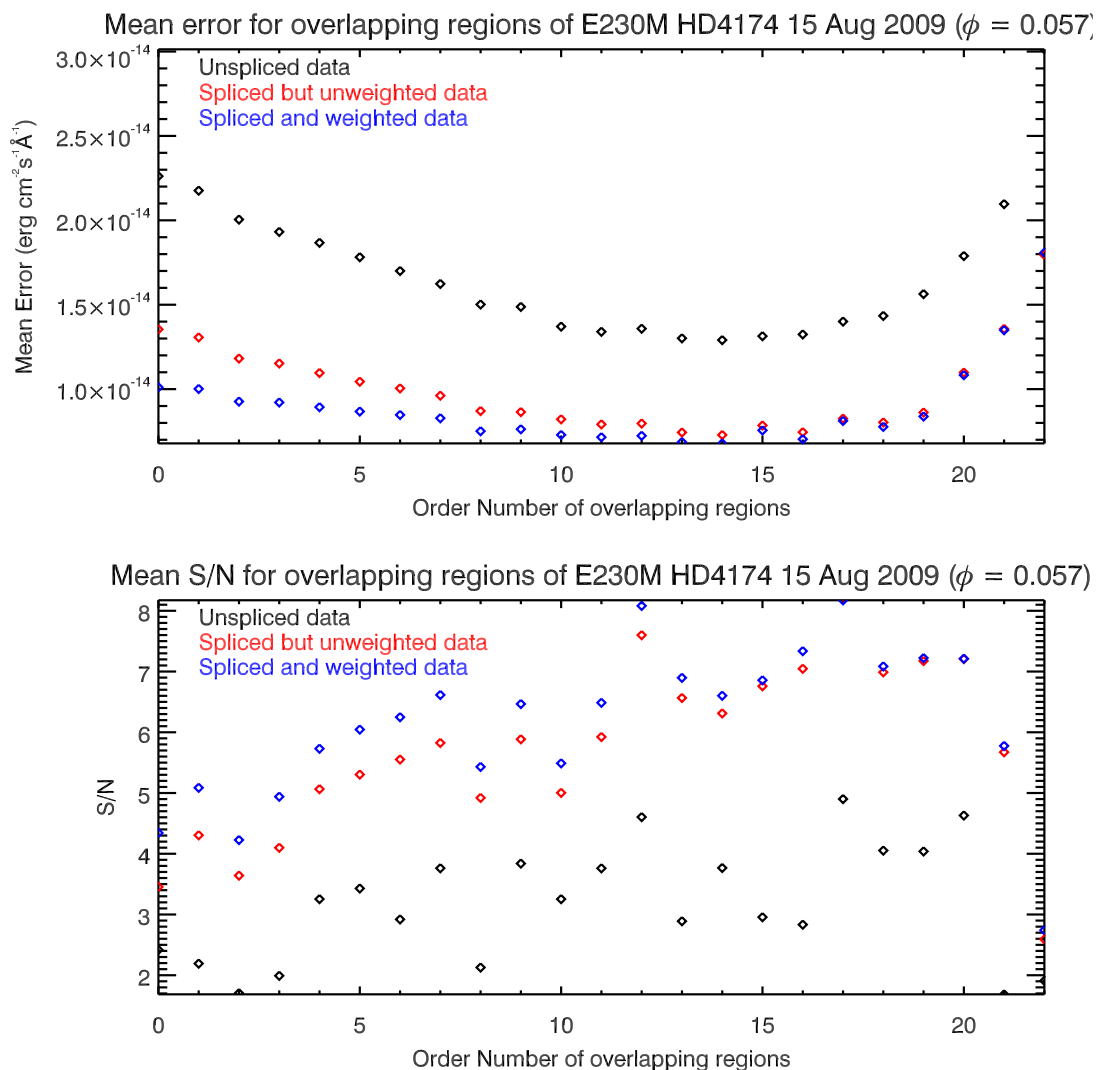 Mean error for overlapping regions of E230M HD4174 15 Aug 2009 (ϕ = 0.057)
3.0×10⁻¹⁴
Unspliced data
Spliced but unweighted data
Spliced and weighted data
2.5×10⁻¹⁴
2.0×10⁻¹⁴
1.5×10⁻¹⁴
1.0×10⁻¹⁴
Mean Error (erg cm⁻²s⁻¹Å⁻¹)
0 5 10 15 20
Order Number of overlapping regions
Mean S/N for overlapping regions of E230M HD4174 15 Aug 2009 (ϕ = 0.057)
Unspliced data
Spliced but unweighted data
Spliced and weighted data
8
7
6
5
4
3
2
S/N
0 5 10 15 20
Order Number of overlapping regions